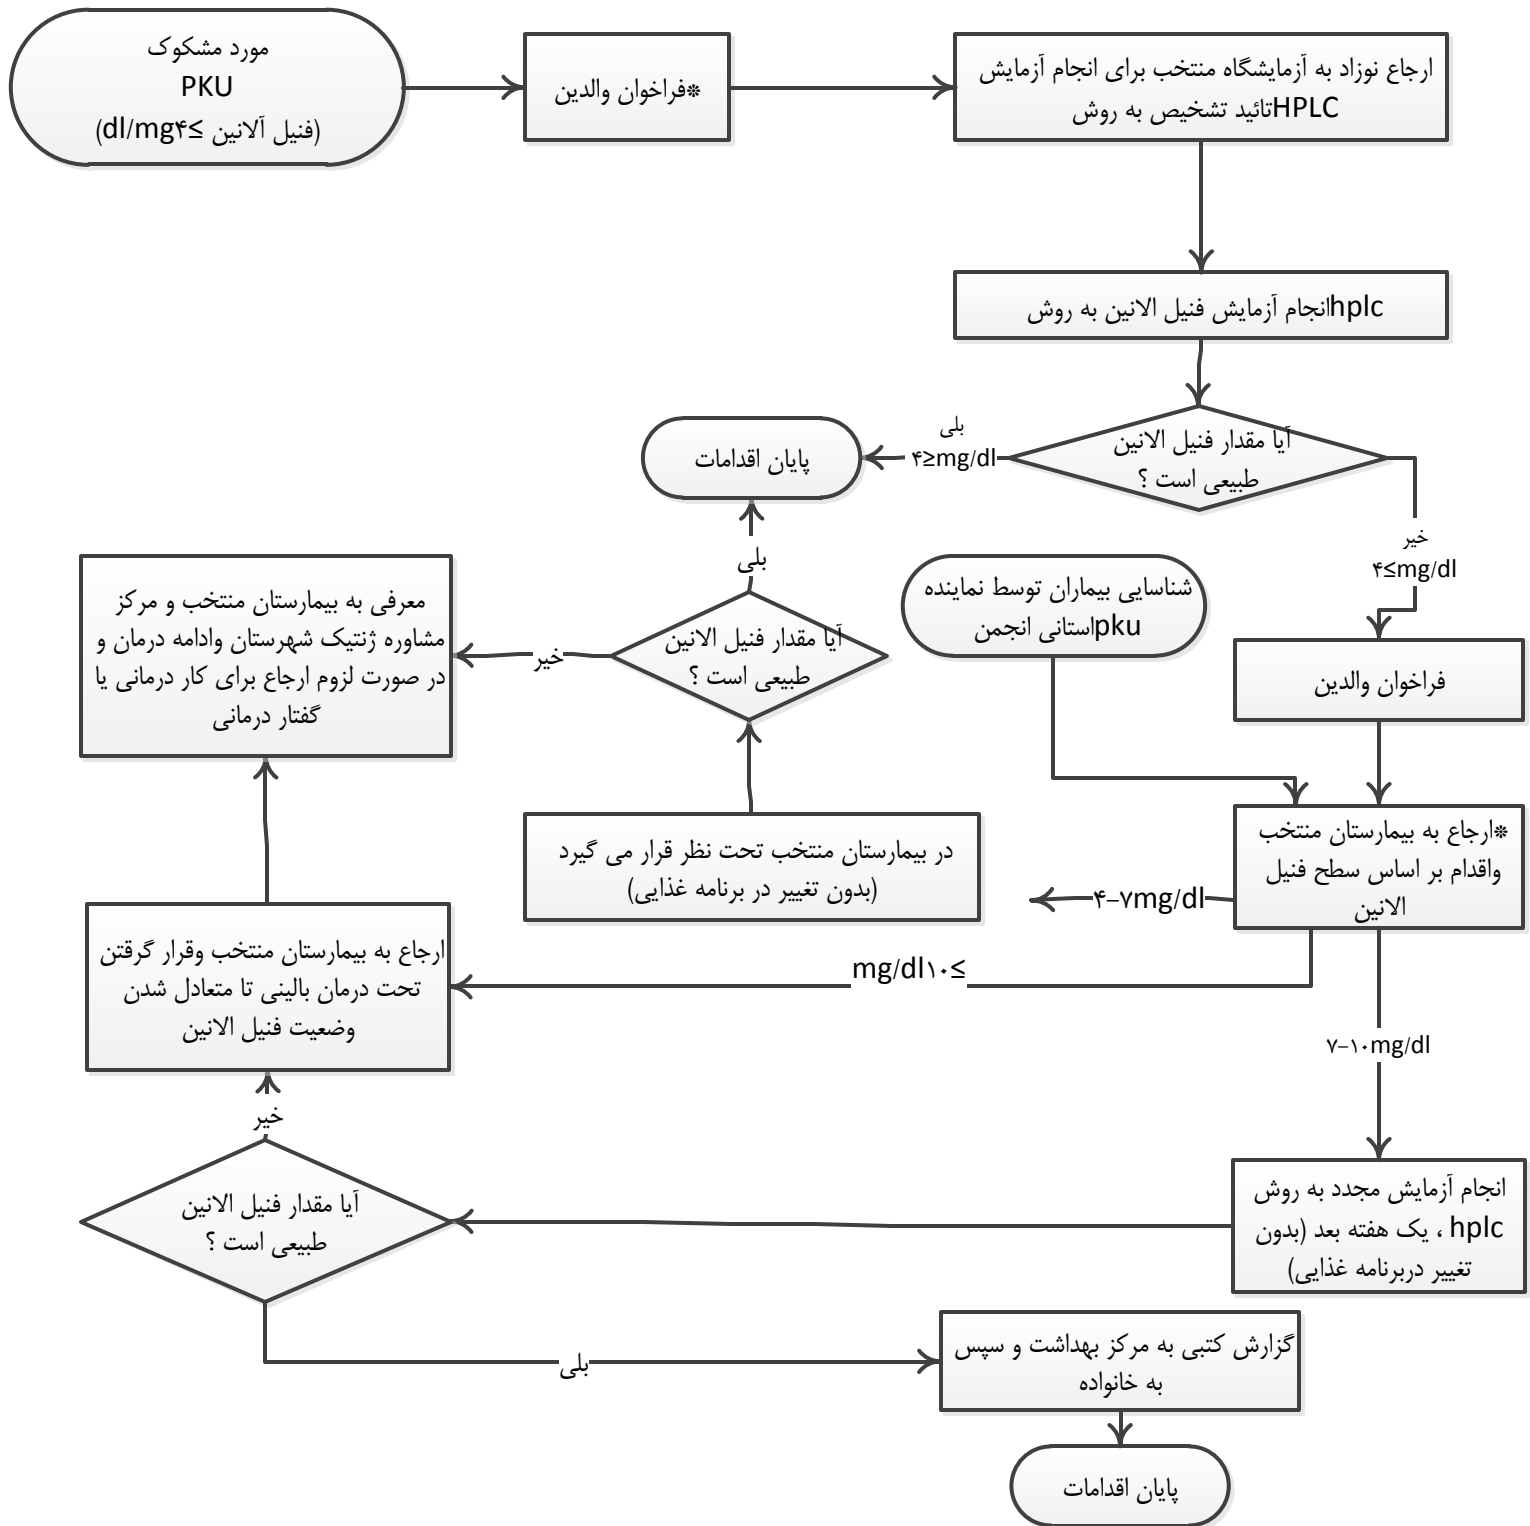 مورد مشکوک
PKU
(فنیل آلانین ≥۴dl/mg)
*فراخوان والدین
ارجاع نوزاد به آزمایشگاه منتخب برای انجام آزمایش
تائید تشخیص به روش HPLC
انجام آزمایش فنیل الانین به روش hplc
آیا مقدار فنیل الانین
طبیعی است ؟
بلی
۴≥mg/dl
پایان اقدامات
خیر
۴≤mg/dl
بلی
شناسایی بیماران توسط نماینده
استانی انجمن pku
معرفی به بیمارستان منتخب و مرکز
مشاوره ژنتیک شهرستان وادامه درمان و
در صورت لزوم ارجاع برای کار درمانی یا
گفتار درمانی
خیر
آیا مقدار فنیل الانین
طبیعی است ؟
فراخوان والدین
*ارجاع به بیمارستان منتخب
واقدام بر اساس سطح فنیل
الانین
در بیمارستان منتخب تحت نظر قرار می گیرد
(بدون تغییر در برنامه غذایی)
۴-۷mg/dl
ارجاع به بیمارستان منتخب وقرار گرقتن
تحت درمان بالینی تا متعادل شدن
وضعیت فنیل الانین
mg/dl۱۰≥
۷-۱۰mg/dl
خیر
آیا مقدار فنیل الانین
طبیعی است ؟
انجام آزمایش مجدد به روش
hplc ، یک هفته بعد (بدون
تغییر دربرنامه غذایی)
بلی
گزارش کتبی به مرکز بهداشت و سپس
به خانواده
پایان اقدامات